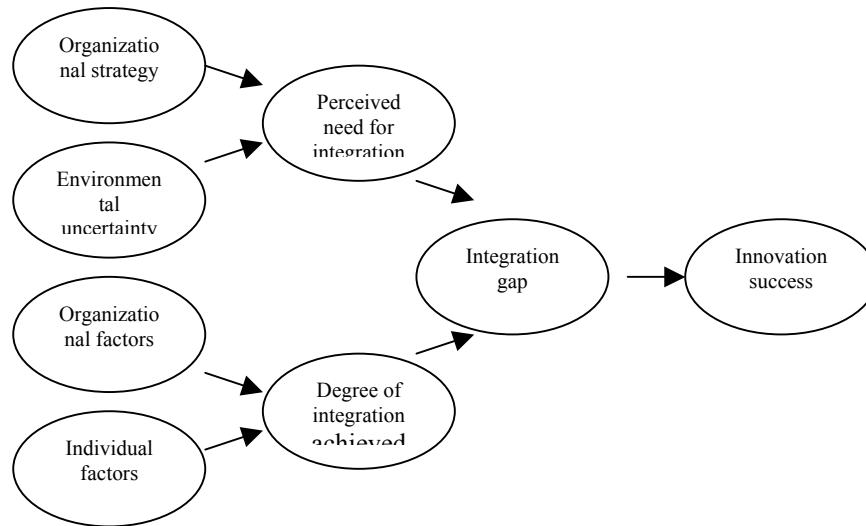 Organizatio
nal strategy
Perceived
need for
integration
Environmen
tal
uncertainty
Integration
gap
Innovation
success
Organizatio
nal factors
Degree of
integration
achieved
Individual
factors